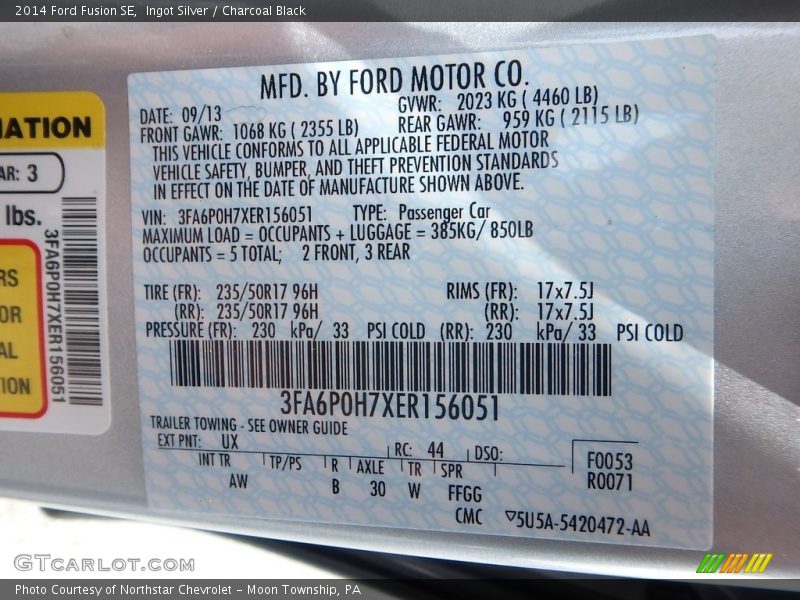 2014 Ford Fusion SE, Ingot Silver / Charcoal Black
MFD. BY FORD MOTOR CO.
DATE: 09/13 GVWR: 2023 KG ( 4460 LB)
FRONT GAWR: 1068 KG ( 2355 LB) REAR GAWR: 959 KG ( 2115 LB)
THIS VEHICLE CONFORMS TO ALL APPLICABLE FEDERAL MOTOR
VEHICLE SAFETY, BUMPER, AND THEFT PREVENTION STANDARDS
IN EFFECT ON THE DATE OF MANUFACTURE SHOWN ABOVE.
VIN: 3FA6P0H7XER156051 TYPE: Passenger Car
MAXIMUM LOAD = OCCUPANTS + LUGGAGE = 385KG/ 850LB
OCCUPANTS = 5 TOTAL; 2 FRONT, 3 REAR
TIRE (FR): 235/50R17 96H RIMS (FR): 17x7.5J
(RR): 235/50R17 96H (RR): 17x7.5J
PRESSURE (FR): 230 kPa/ 33 PSI COLD (RR): 230 kPa/ 33 PSI COLD
3FA6P0H7XER156051
TRAILER TOWING - SEE OWNER GUIDE
EXT PNT: UX RC: 44 DSO:
INT TR TP/PS R AXLE TR SPR
AW B 30 W FFGG
CMC
F0053
R0071
▽5U5A-5420472-AA
MATION
AR: 3
lbs.
3FA6P0H7XER156051
RS
OR
AL
TION
GTCARLOT.COM
Photo Courtesy of Northstar Chevrolet - Moon Township, PA